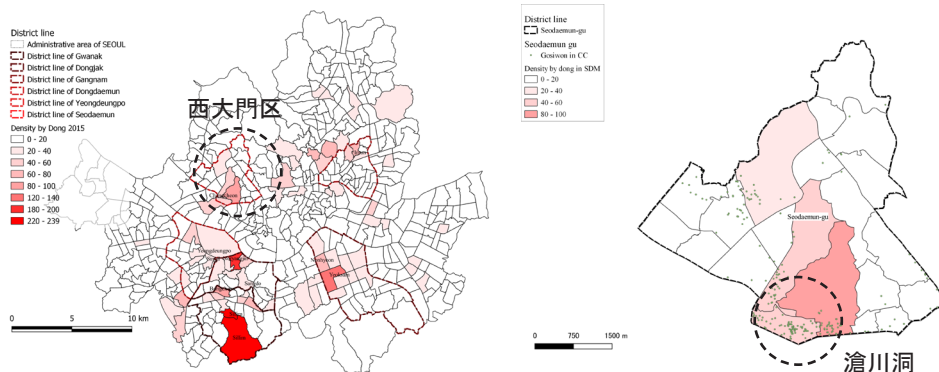 District line
Administrative area of SEOUL
District line of Gwanak
District line of Dongjak
District line of Gangnam
District line of Dongdaemun
District line of Yeongdeungpo
District line of Seodaemun
Density by Dong 2015
0 - 20
20 - 40
40 - 60
60 - 80
80 - 100
120 - 140
180 - 200
220 - 239
0 5 10 km
西大門区
Yeongdeungpo
District line
Seodaemun-gu
Seodaemun gu
Gosiwon in CC
Density by dong in SDM
0 - 20
20 - 40
40 - 60
80 - 100
Seodaemun-gu
0 750 1500 m
滄川洞